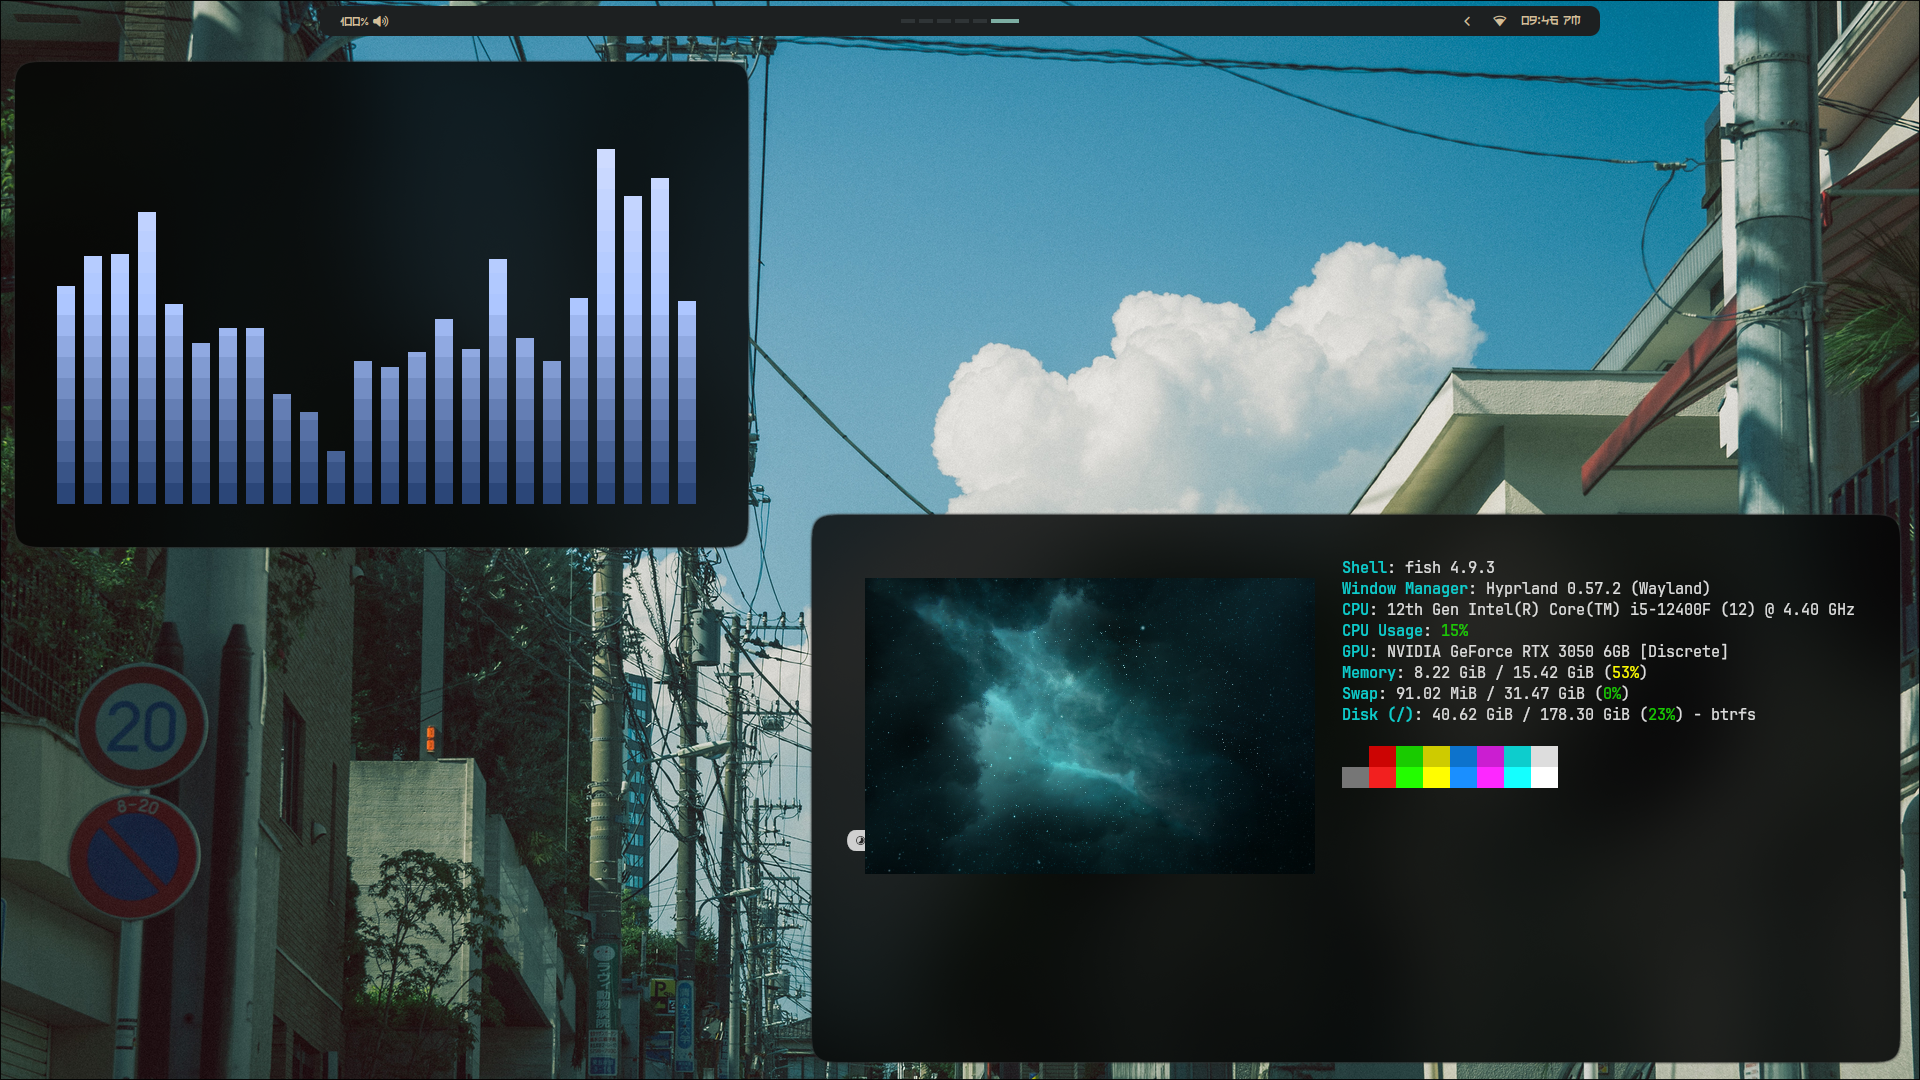 100%
09:46 PM
Shell: fish 4.9.3
Window Manager: Hyprland 0.57.2 (Wayland)
CPU: 12th Gen Intel(R) Core(TM) i5-12400F (12) @ 4.40 GHz
CPU Usage: 15%
GPU: NVIDIA GeForce RTX 3050 6GB [Discrete]
Memory: 8.22 GiB / 15.42 GiB (53%)
Swap: 91.02 MiB / 31.47 GiB (0%)
Disk (/): 40.62 GiB / 178.30 GiB (23%) - btrfs
20
8-20
P